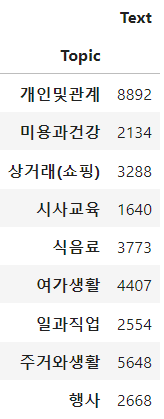 Text
Topic
개인및관계 8892
미용과건강 2134
상거래(쇼핑) 3288
시사교육 1640
식음료 3773
여가생활 4407
일과직업 2554
주거와생활 5648
행사 2668